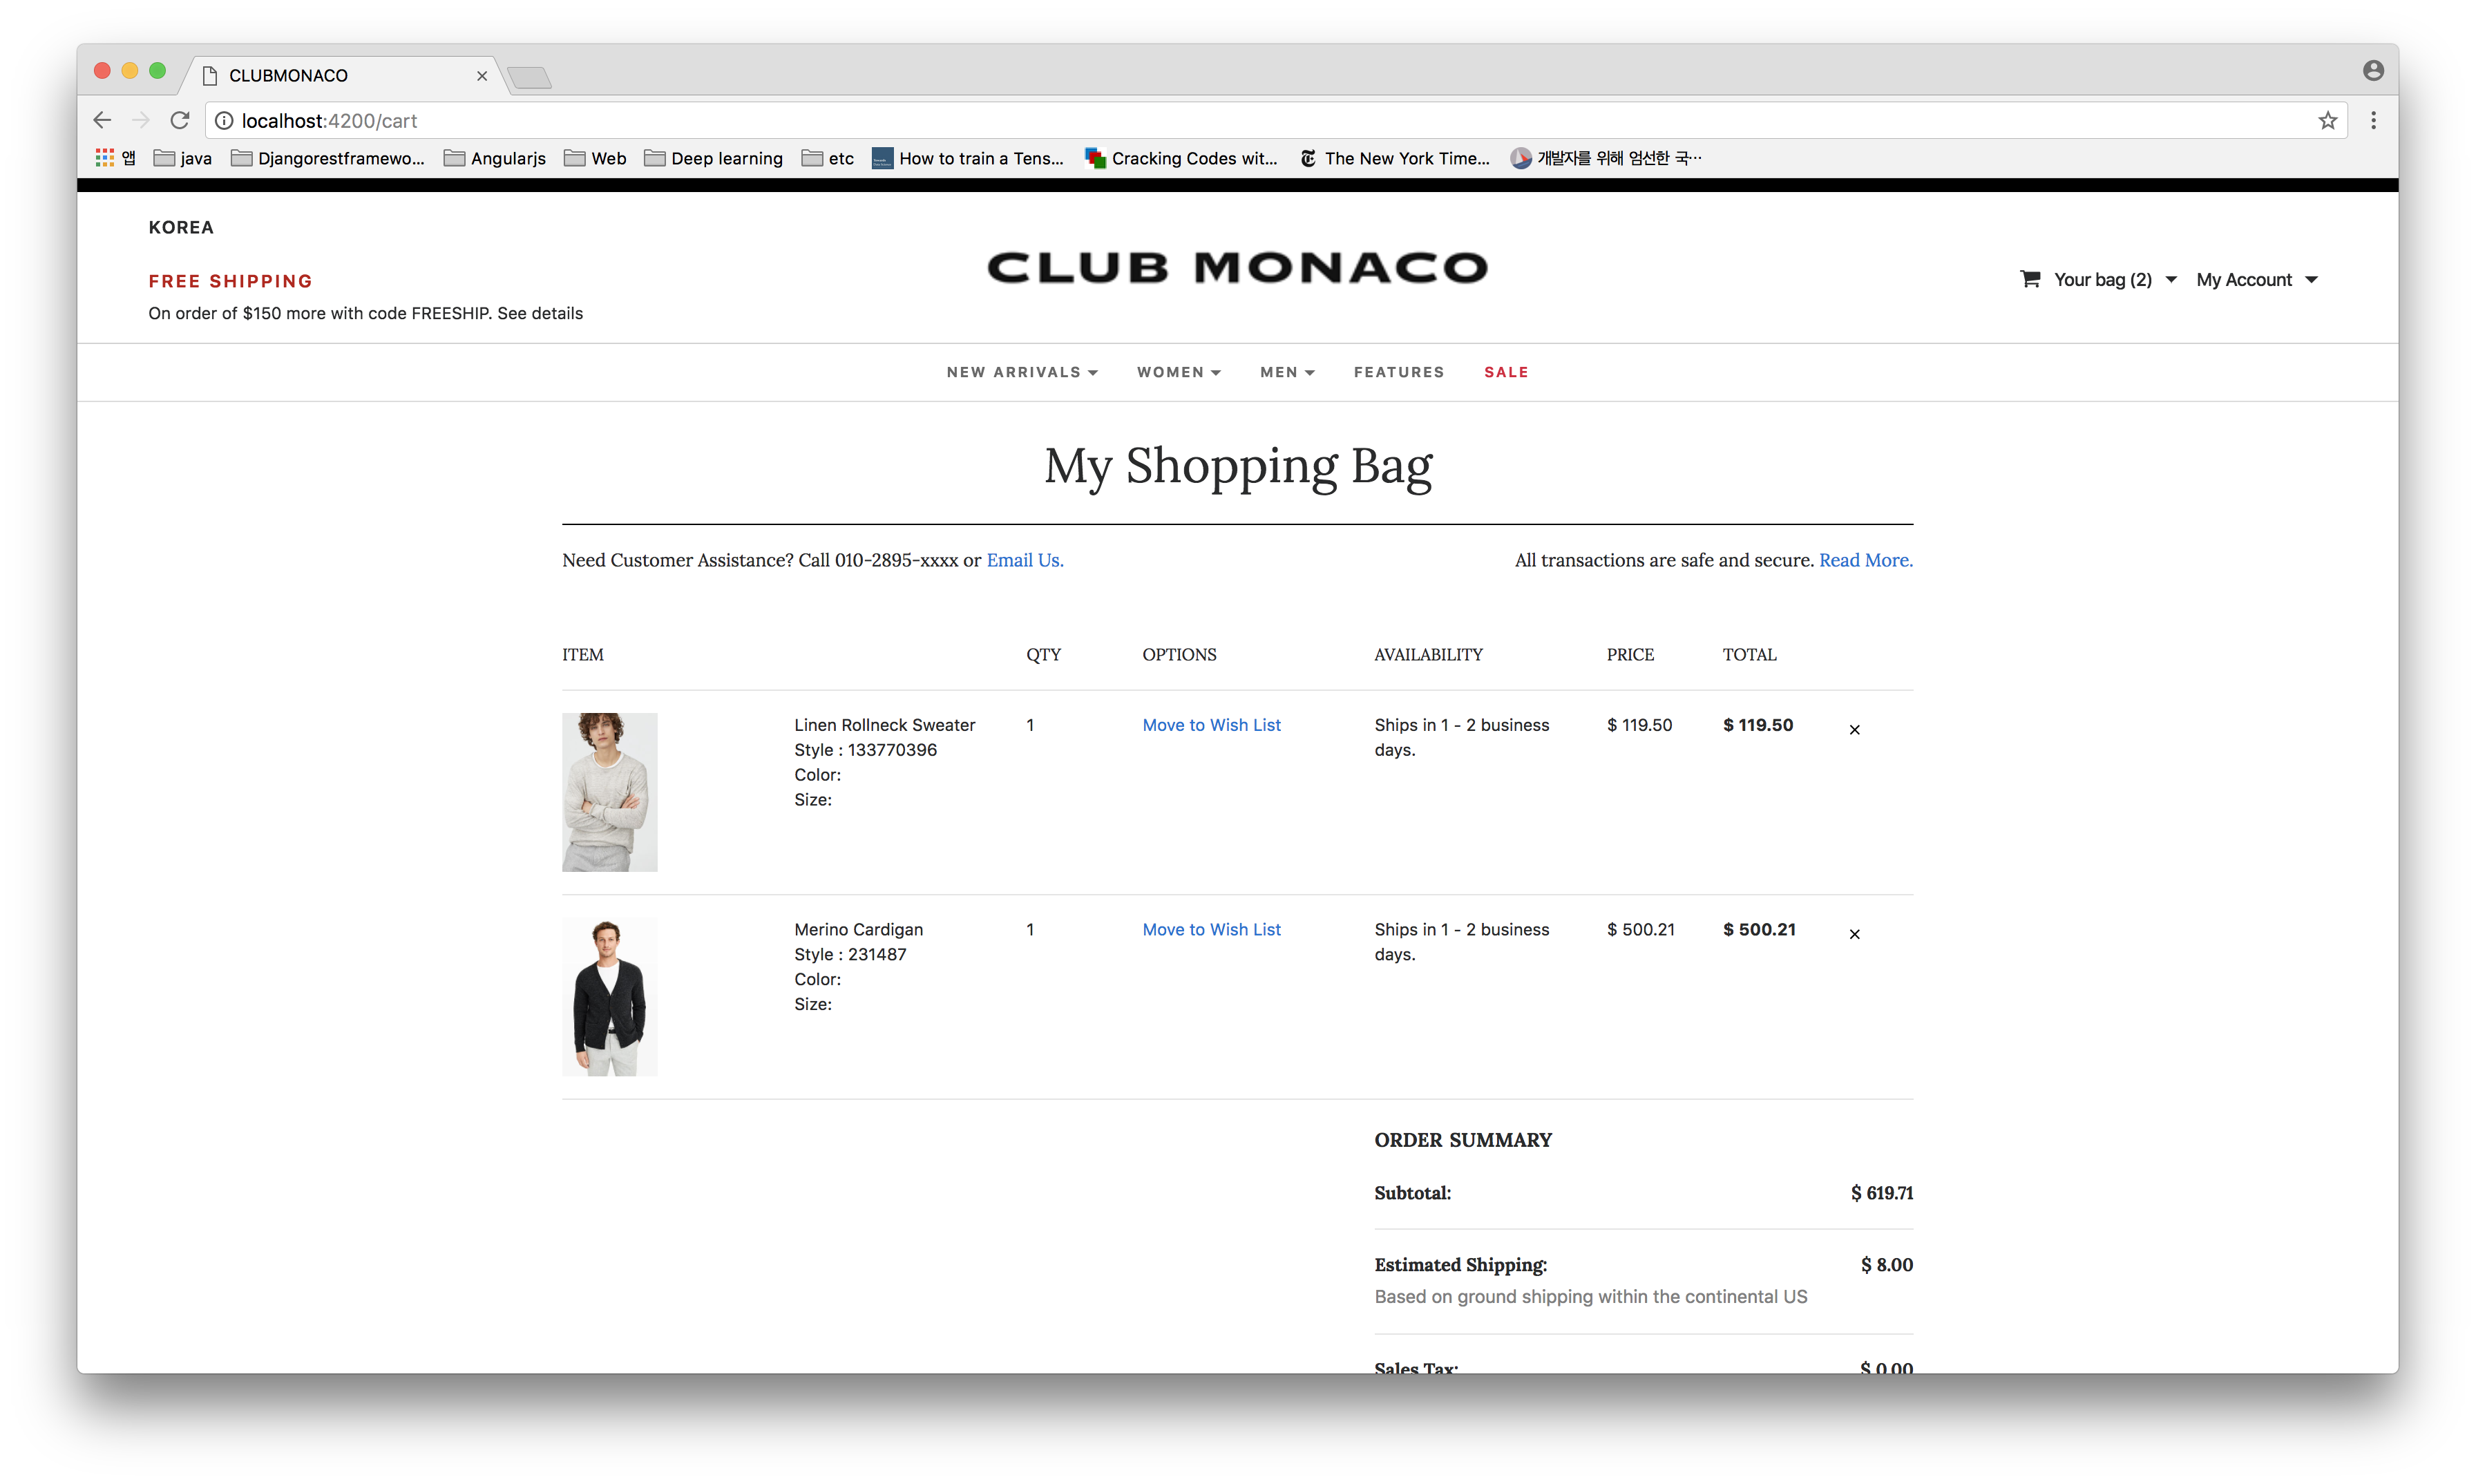 CLUBMONACO
localhost:4200/cart
앱 java Djangorestframewo... Angularjs Web Deep learning etc How to train a Tens... Cracking Codes wit... The New York Time... 개발자를 위해 엄선한 국…
KOREA
FREE SHIPPING
On order of $150 more with code FREESHIP. See details
CLUB MONACO
Your bag (2) My Account
NEW ARRIVALS WOMEN MEN FEATURES SALE
My Shopping Bag
Need Customer Assistance? Call 010-2895-xxxx or Email Us.
All transactions are safe and secure. Read More.
ITEM QTY OPTIONS AVAILABILITY PRICE TOTAL
Linen Rollneck Sweater 1 Move to Wish List Ships in 1 - 2 business $ 119.50 $ 119.50
Style : 133770396 days.
Color:
Size:
Merino Cardigan 1 Move to Wish List Ships in 1 - 2 business $ 500.21 $ 500.21
Style : 231487 days.
Color:
Size:
ORDER SUMMARY
Subtotal: $ 619.71
Estimated Shipping: $ 8.00
Based on ground shipping within the continental US
Sales Tax: $ 0.00